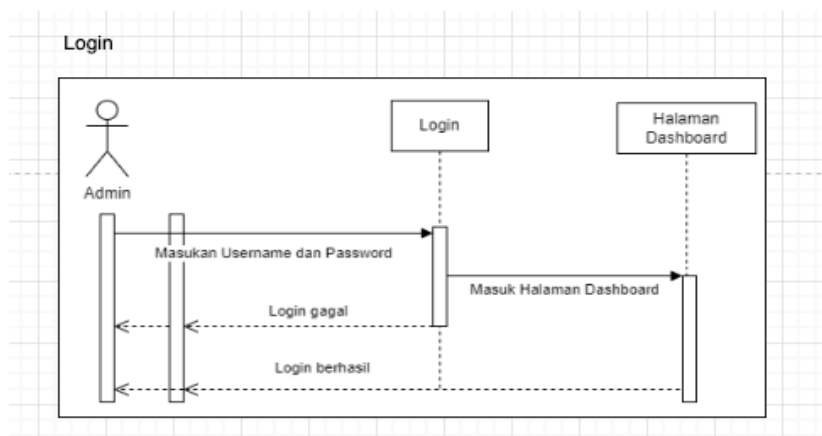 Login
Login
Halaman
Dashboard
Admin
Masukan Username dan Password
Masuk Halaman Dashboard
Login gagal
Login berhasil